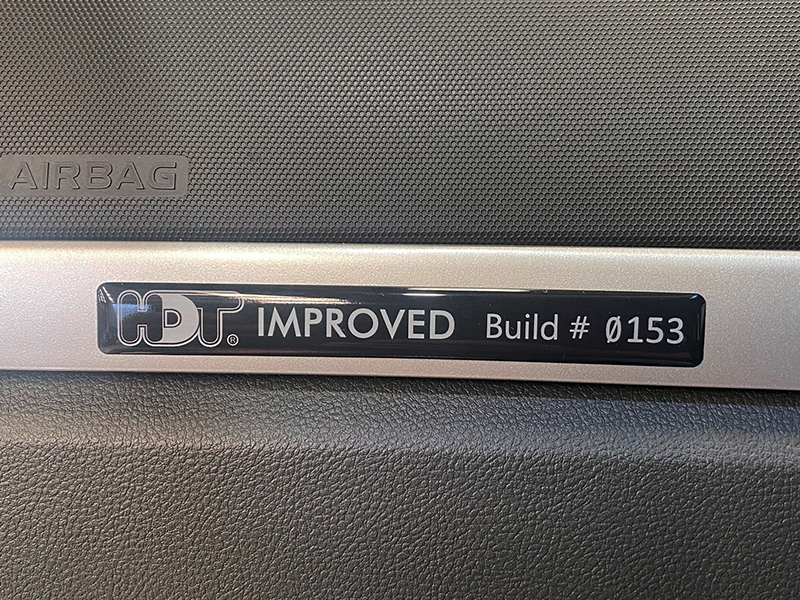 AIRBAG
HDT® IMPROVED Build # Ø153